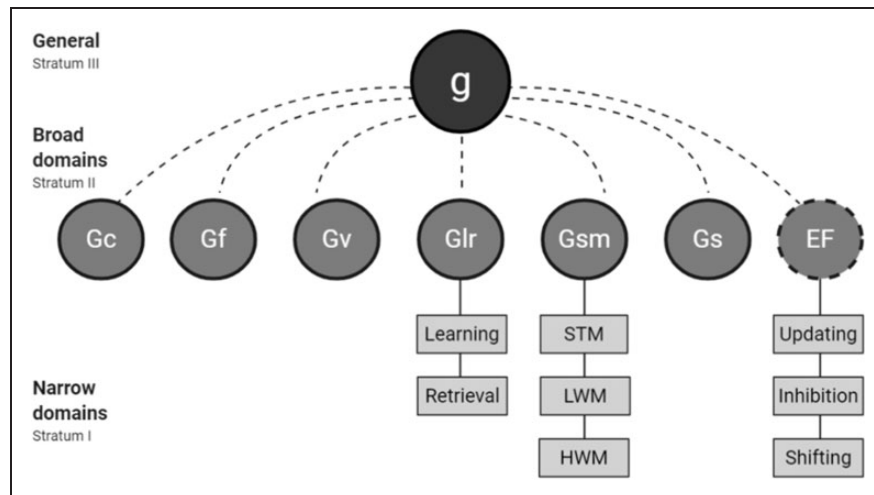 General
Stratum III
g
Broad
domains
Stratum II
Gc
Gf
Gv
Glr
Gsm
Gs
EF
Learning
STM
Updating
Retrieval
LWM
Inhibition
Narrow
domains
Stratum I
HWM
Shifting